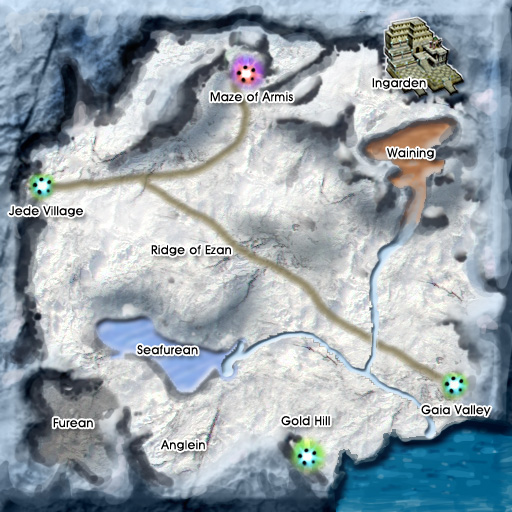 Ingarden
Maze of Armis
Waining
Jede Village
Ridge of Ezan
Seafurean
Gaia Valley
Furean
Gold Hill
Anglein